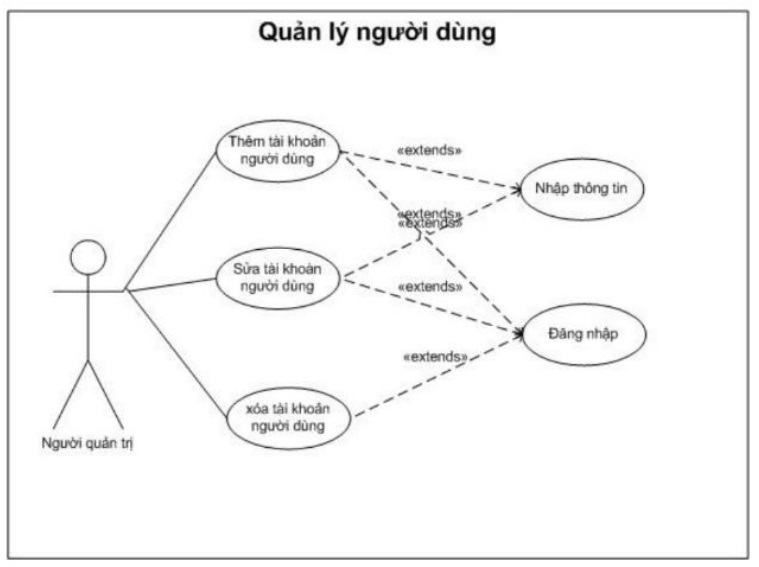 Quản lý người dùng
Thêm tài khoản
người dùng
«extends»
Nhập thông tin
«extends»
«extends»
Sửa tài khoản
người dùng
«extends»
Đăng nhập
«extends»
xóa tài khoản
người dùng
Người quản trị